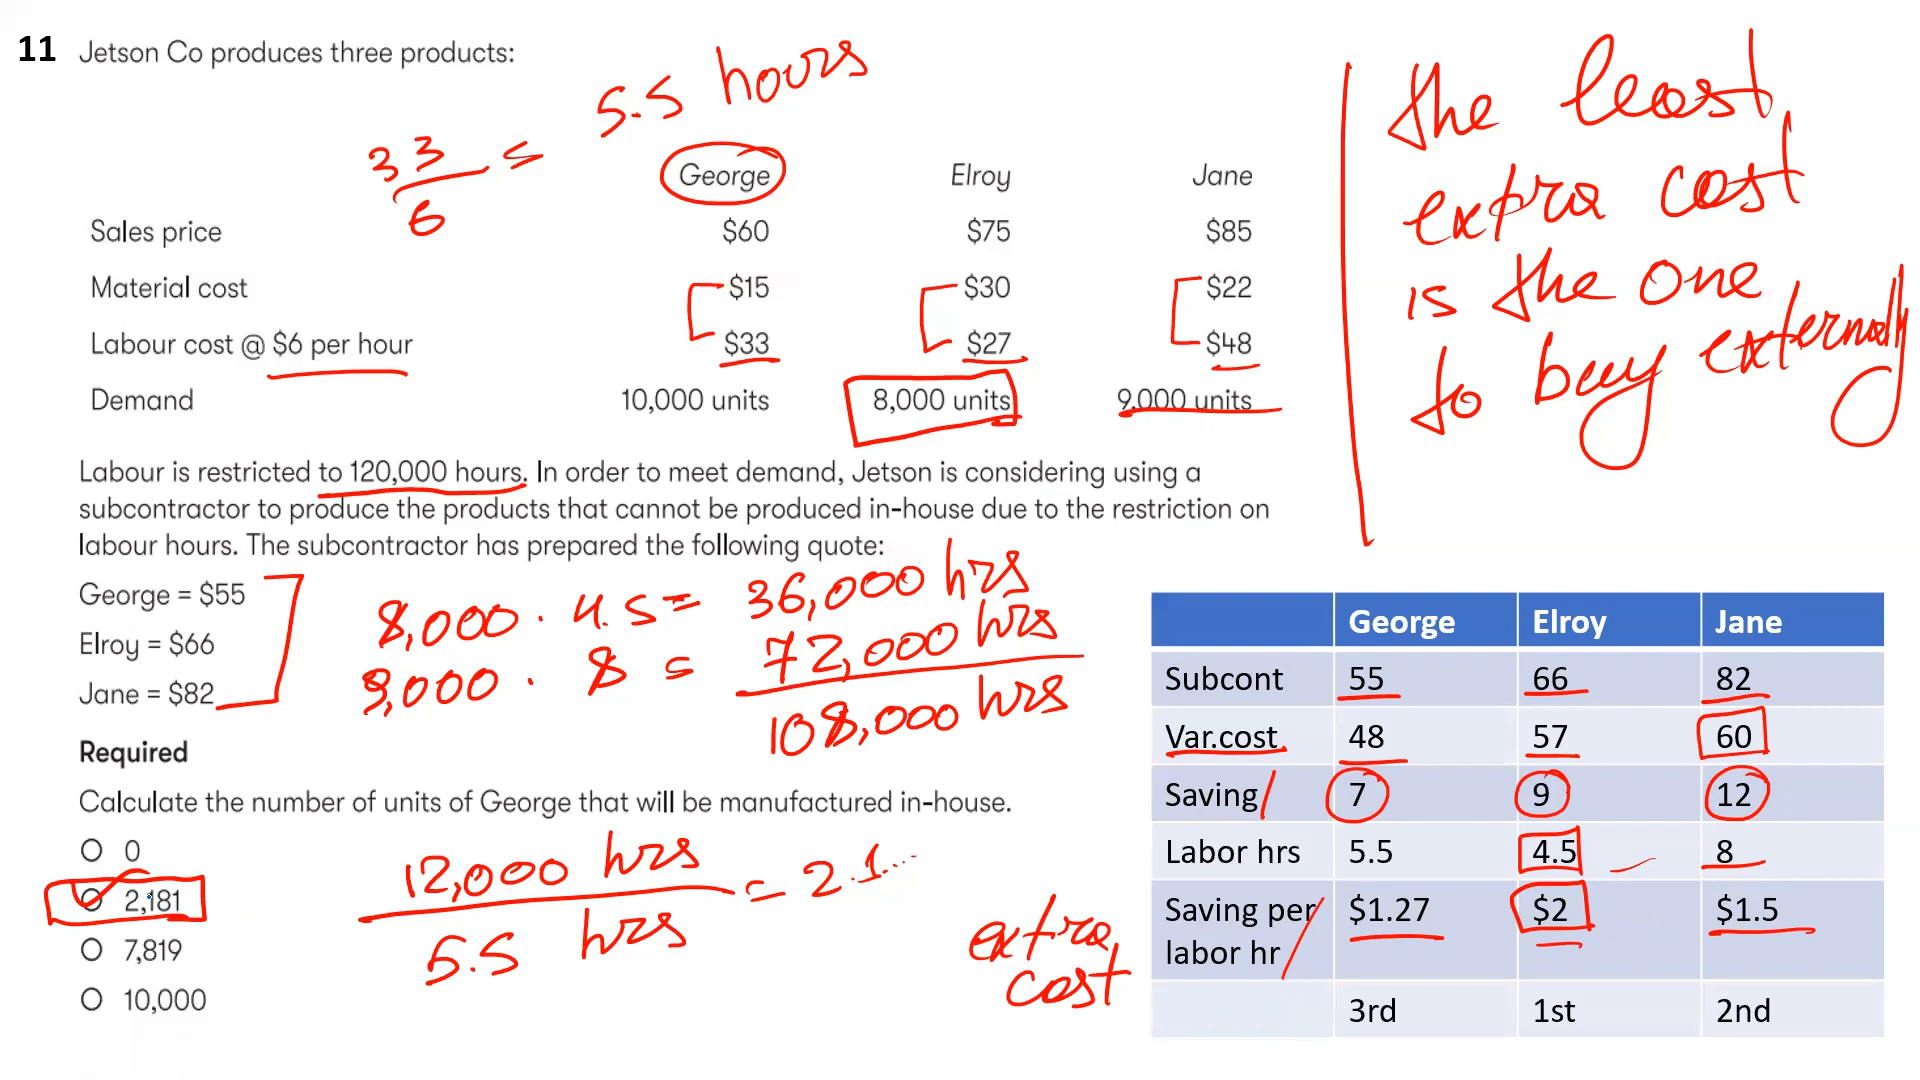 11 Jetson Co produces three products:
5.5 hours
33/6 =
George Elroy Jane
Sales price $60 $75 $85
Material cost $15 $30 $22
Labour cost @ $6 per hour $33 $27 $48
Demand 10,000 units 8,000 units 9,000 units
the least
extra cost
is the one
to buy externally
Labour is restricted to 120,000 hours. In order to meet demand, Jetson is considering using a
subcontractor to produce the products that cannot be produced in-house due to the restriction on
labour hours. The subcontractor has prepared the following quote:
George = $55
Elroy = $66
Jane = $82
8,000 · 4.5 = 36,000 hrs
9,000 · 8 = 72,000 hrs
108,000 hrs
Required
Calculate the number of units of George that will be manufactured in-house.
0
2,181
7,819
10,000
12,000 hrs
5.5 hrs
= 2.1...
extra
cost
George Elroy Jane
Subcont 55 66 82
Var.cost 48 57 60
Saving 7 9 12
Labor hrs 5.5 4.5 8
Saving per $1.27 $2 $1.5
labor hr
3rd 1st 2nd